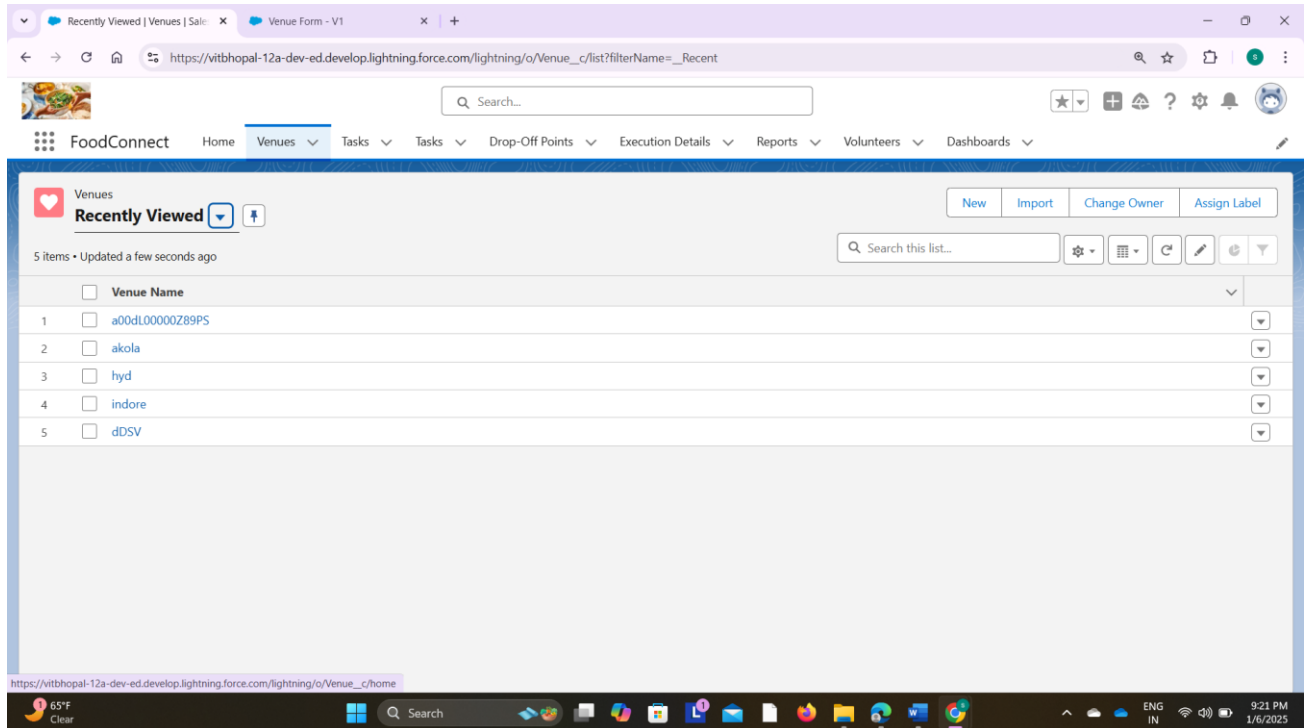 Recently Viewed | Venues | Sale
Venue Form - V1
https://vitbhopal-12a-dev-ed.develop.lightning.force.com/lightning/o/Venue__c/list?filterName=__Recent
S
Search...
FoodConnect Home Venues Tasks Tasks Drop-Off Points Execution Details Reports Volunteers Dashboards
Venues
Recently Viewed
New Import Change Owner Assign Label
5 items • Updated a few seconds ago
Search this list...
Venue Name
1 a00dL00000Z89PS
2 akola
3 hyd
4 indore
5 dDSV
https://vitbhopal-12a-dev-ed.develop.lightning.force.com/lightning/o/Venue__c/home
1 65°F
Clear
Search
L 1
ENG
IN
9:21 PM
1/6/2025